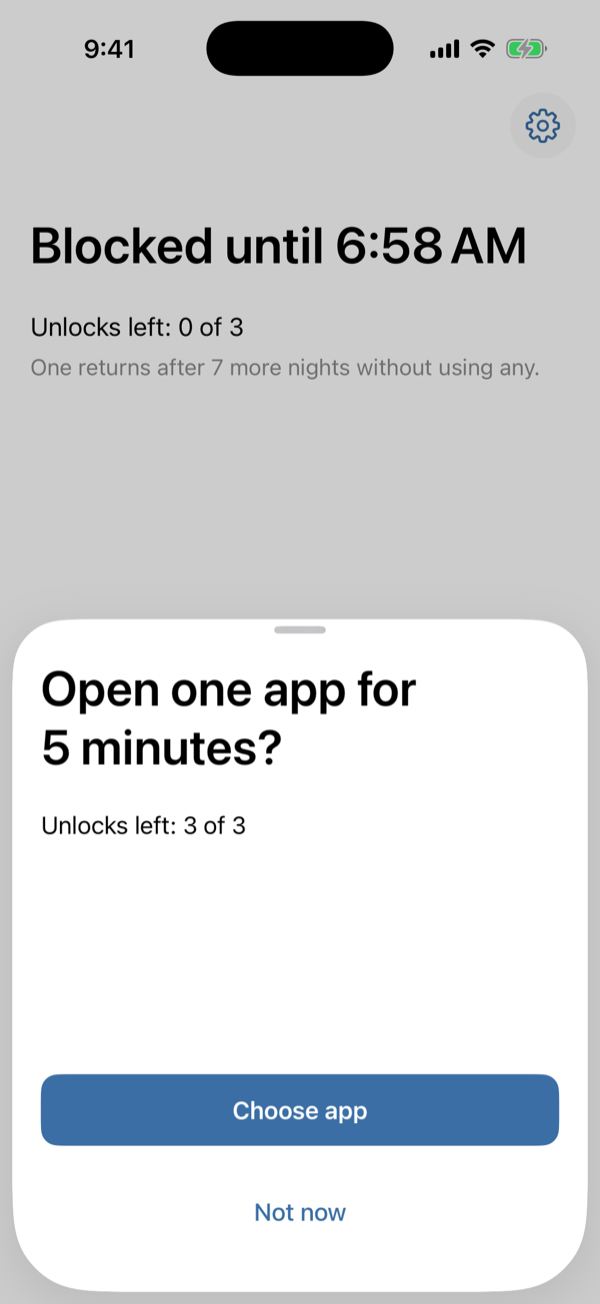 9:41
Blocked until 6:58 AM
Unlocks left: 0 of 3
One returns after 7 more nights without using any.
Open one app for
5 minutes?
Unlocks left: 3 of 3
Choose app
Not now